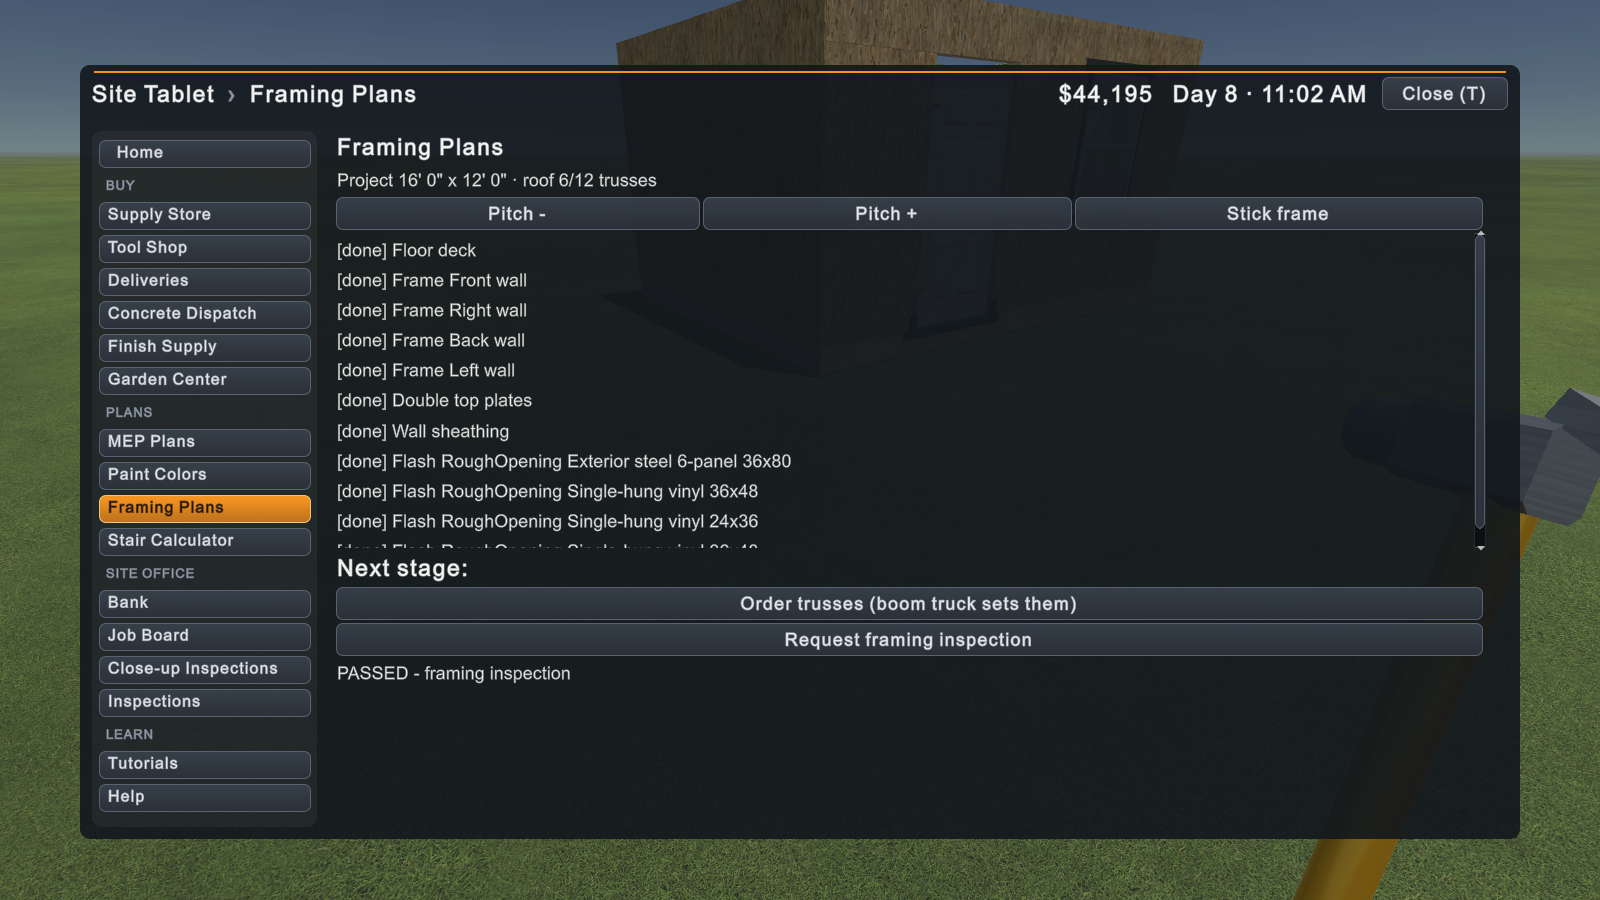 Site Tablet › Framing Plans
$44,195 Day 8 · 11:02 AM Close (T)
Home
BUY
Supply Store
Tool Shop
Deliveries
Concrete Dispatch
Finish Supply
Garden Center
PLANS
MEP Plans
Paint Colors
Framing Plans
Stair Calculator
SITE OFFICE
Bank
Job Board
Close-up Inspections
Inspections
LEARN
Tutorials
Help
Framing Plans
Project 16' 0" x 12' 0" · roof 6/12 trusses
Pitch - Pitch + Stick frame
[done] Floor deck
[done] Frame Front wall
[done] Frame Right wall
[done] Frame Back wall
[done] Frame Left wall
[done] Double top plates
[done] Wall sheathing
[done] Flash RoughOpening Exterior steel 6-panel 36x80
[done] Flash RoughOpening Single-hung vinyl 36x48
[done] Flash RoughOpening Single-hung vinyl 24x36
[done] Flash RoughOpening Single-hung vinyl
Next stage:
Order trusses (boom truck sets them)
Request framing inspection
PASSED - framing inspection